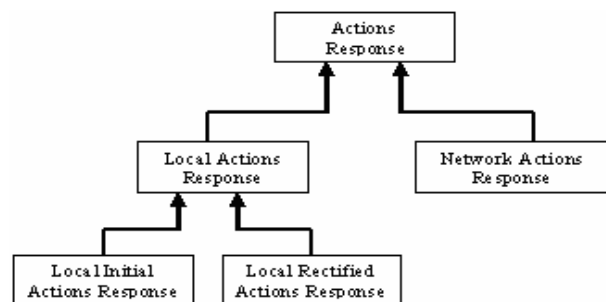 Actions
Response
Local Actions
Response
Network Actions
Response
Local Initial
Actions Response
Local Rectified
Actions Response